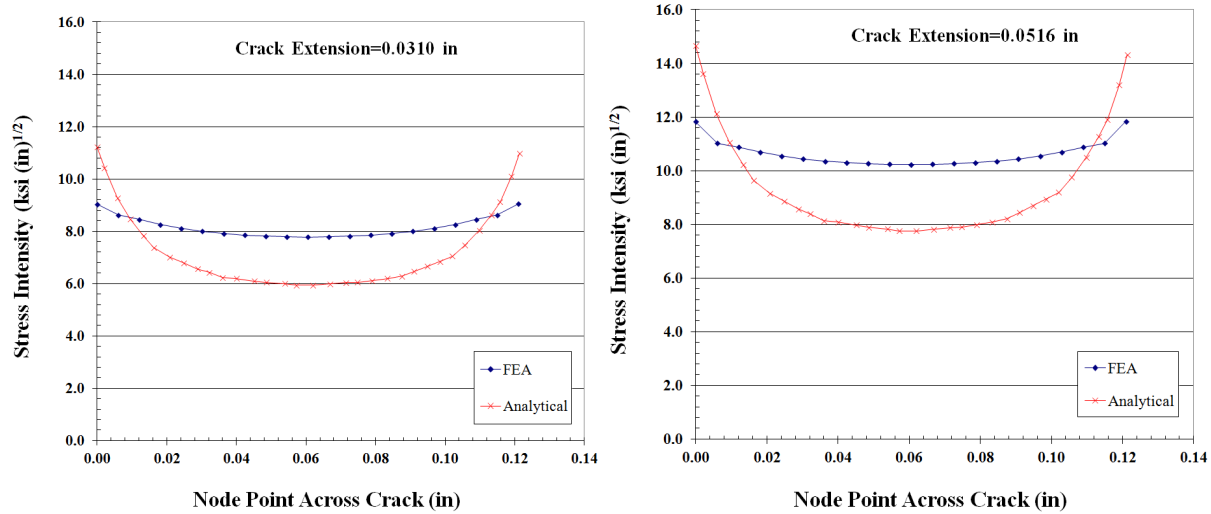 Crack Extension=0.0310 in
Stress Intensity (ksi (in)^1/2)
16.0
14.0
12.0
10.0
8.0
6.0
4.0
2.0
0.0
FEA
Analytical
0.00 0.02 0.04 0.06 0.08 0.10 0.12 0.14
Node Point Across Crack (in)
Crack Extension=0.0516 in
Stress Intensity (ksi (in)^1/2)
16.0
14.0
12.0
10.0
8.0
6.0
4.0
2.0
0.0
FEA
Analytical
0.00 0.02 0.04 0.06 0.08 0.10 0.12 0.14
Node Point Across Crack (in)